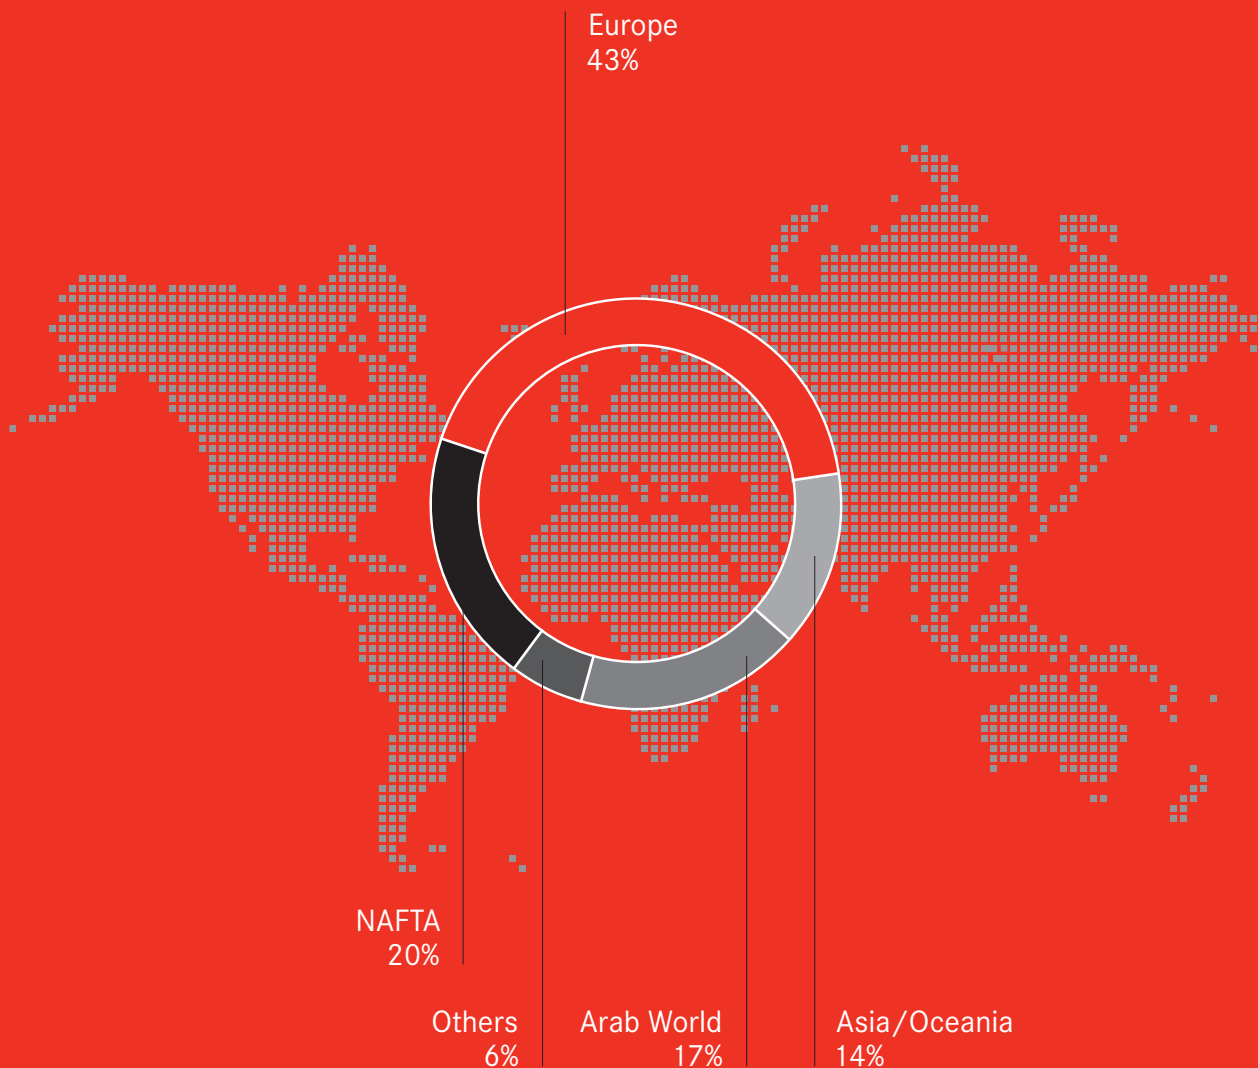 Europe
43%
NAFTA
20%
Others
6%
Arab World
17%
Asia/Oceania
14%